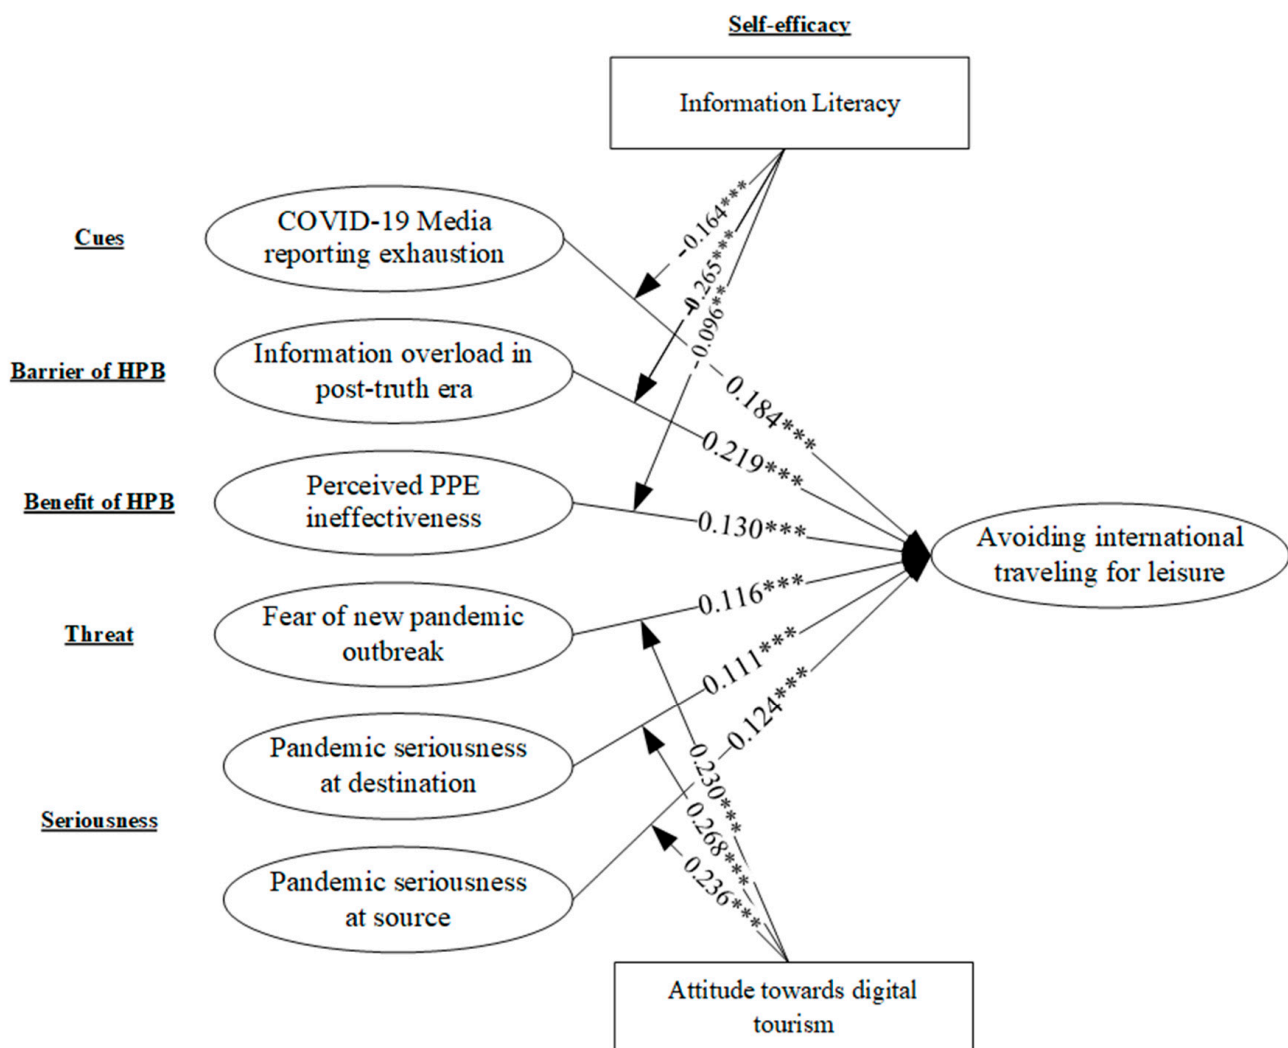 Self-efficacy
Information Literacy
Cues
COVID-19 Media
reporting exhaustion
-0.164***
-0.265***
-0.096**
Barrier of HPB
Information overload in
post-truth era
0.184***
0.219***
Benefit of HPB
Perceived PPE
ineffectiveness
0.130***
Avoiding international
traveling for leisure
Threat
Fear of new pandemic
outbreak
0.116***
0.111***
0.124***
Pandemic seriousness
at destination
Seriousness
0.230***
0.268***
0.236***
Pandemic seriousness
at source
Attitude towards digital
tourism